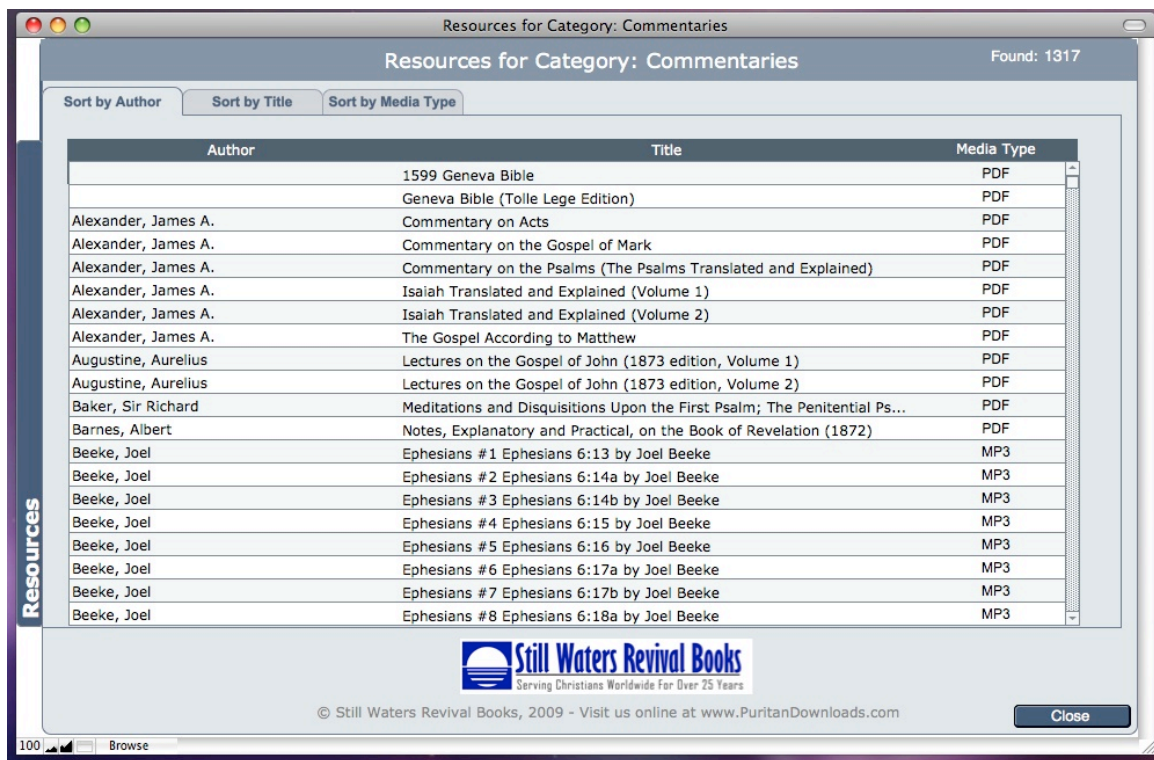 Resources for Category: Commentaries
Resources for Category: Commentaries Found: 1317
Sort by Author Sort by Title Sort by Media Type
Author Title Media Type
1599 Geneva Bible PDF
Geneva Bible (Tolle Lege Edition) PDF
Alexander, James A. Commentary on Acts PDF
Alexander, James A. Commentary on the Gospel of Mark PDF
Alexander, James A. Commentary on the Psalms (The Psalms Translated and Explained) PDF
Alexander, James A. Isaiah Translated and Explained (Volume 1) PDF
Alexander, James A. Isaiah Translated and Explained (Volume 2) PDF
Alexander, James A. The Gospel According to Matthew PDF
Augustine, Aurelius Lectures on the Gospel of John (1873 edition, Volume 1) PDF
Augustine, Aurelius Lectures on the Gospel of John (1873 edition, Volume 2) PDF
Baker, Sir Richard Meditations and Disquisitions Upon the First Psalm; The Penitential Ps... PDF
Barnes, Albert Notes, Explanatory and Practical, on the Book of Revelation (1872) PDF
Beeke, Joel Ephesians #1 Ephesians 6:13 by Joel Beeke MP3
Beeke, Joel Ephesians #2 Ephesians 6:14a by Joel Beeke MP3
Beeke, Joel Ephesians #3 Ephesians 6:14b by Joel Beeke MP3
Beeke, Joel Ephesians #4 Ephesians 6:15 by Joel Beeke MP3
Beeke, Joel Ephesians #5 Ephesians 6:16 by Joel Beeke MP3
Beeke, Joel Ephesians #6 Ephesians 6:17a by Joel Beeke MP3
Beeke, Joel Ephesians #7 Ephesians 6:17b by Joel Beeke MP3
Beeke, Joel Ephesians #8 Ephesians 6:18a by Joel Beeke MP3
Resources
Still Waters Revival Books
Serving Christians Worldwide For Over 25 Years
© Still Waters Revival Books, 2009 - Visit us online at www.PuritanDownloads.com
Close
100 Browse